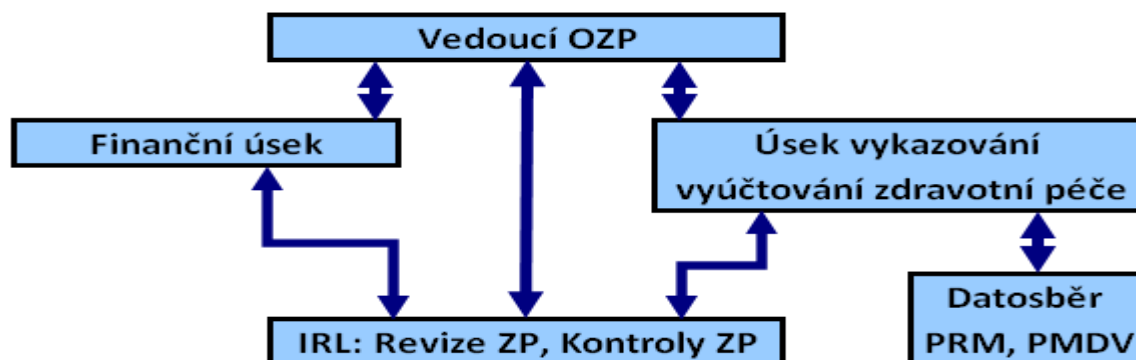 Vedoucí OZP
Finanční úsek
Úsek vykazování
vyúčtování zdravotní péče
Datosběr
PRM, PMDV
IRL: Revize ZP, Kontroly ZP